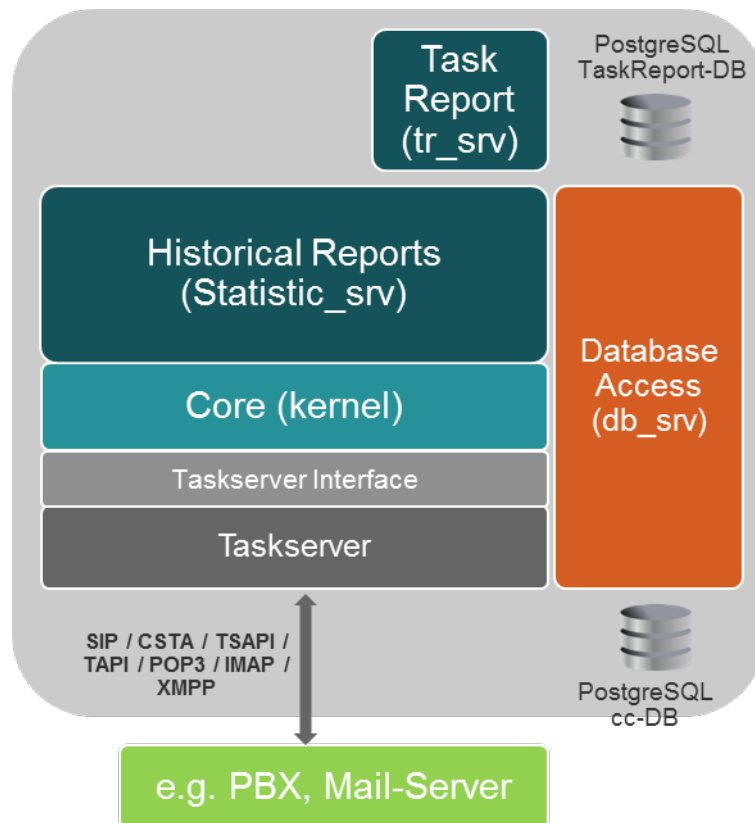 Task
Report
(tr_srv)
PostgreSQL
TaskReport-DB
Historical Reports
(Statistic_srv)
Core (kernel)
Taskserver Interface
Taskserver
Database
Access
(db_srv)
SIP / CSTA / TSAPI /
TAPI / POP3 / IMAP /
XMPP
PostgreSQL
cc-DB
e.g. PBX, Mail-Server